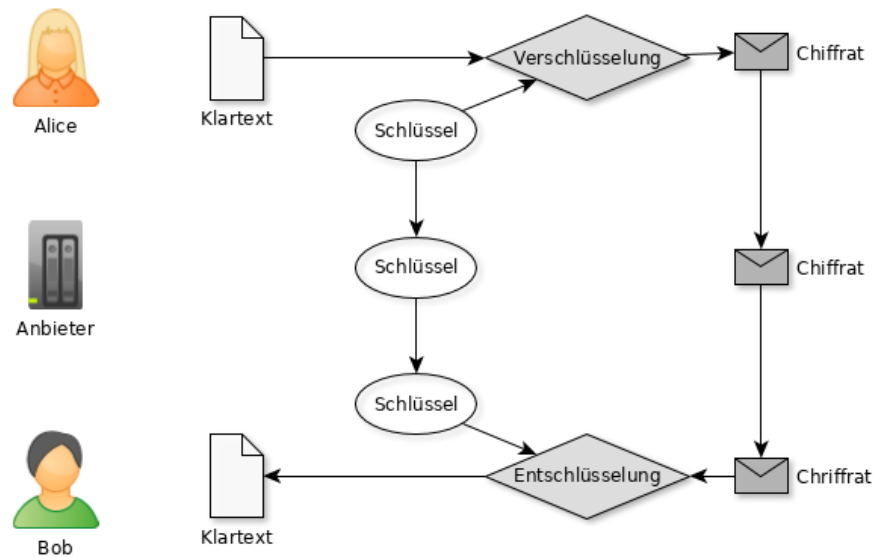 Alice
Klartext
Verschlüsselung
Chiffrat
Schlüssel
Anbieter
Schlüssel
Chiffrat
Schlüssel
Bob
Klartext
Entschlüsselung
Chriffrat